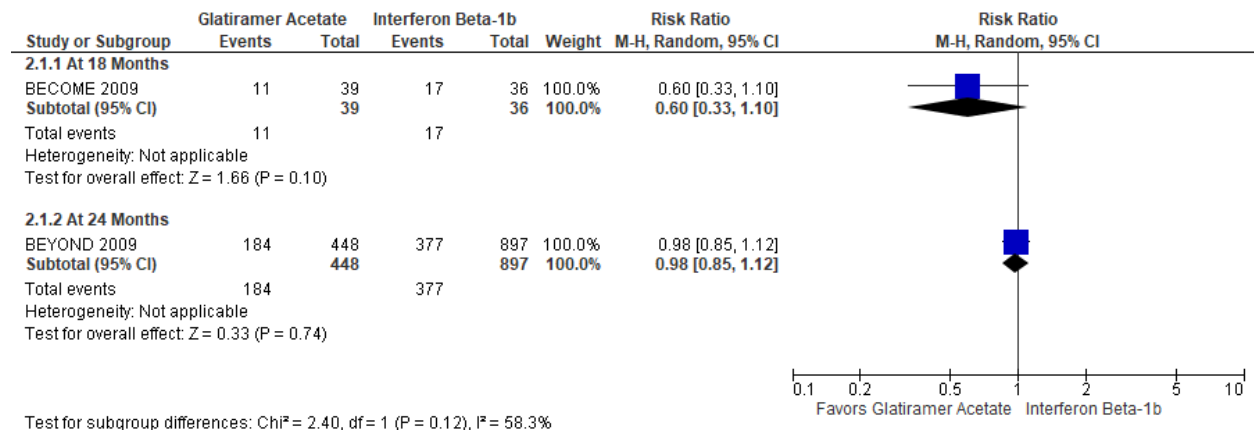 Glatiramer Acetate Interferon Beta-1b Risk Ratio Risk Ratio
Study or Subgroup Events Total Events Total Weight M-H, Random, 95% CI M-H, Random, 95% CI
2.1.1 At 18 Months
BECOME 2009 11 39 17 36 100.0% 0.60 [0.33, 1.10]
Subtotal (95% CI) 39 36 100.0% 0.60 [0.33, 1.10]
Total events 11 17
Heterogeneity: Not applicable
Test for overall effect: Z = 1.66 (P = 0.10)
2.1.2 At 24 Months
BEYOND 2009 184 448 377 897 100.0% 0.98 [0.85, 1.12]
Subtotal (95% CI) 448 897 100.0% 0.98 [0.85, 1.12]
Total events 184 377
Heterogeneity: Not applicable
Test for overall effect: Z = 0.33 (P = 0.74)
0.1 0.2 0.5 1 2 5 10
Favors Glatiramer Acetate Interferon Beta-1b
Test for subgroup differences: Chi² = 2.40, df = 1 (P = 0.12), I² = 58.3%